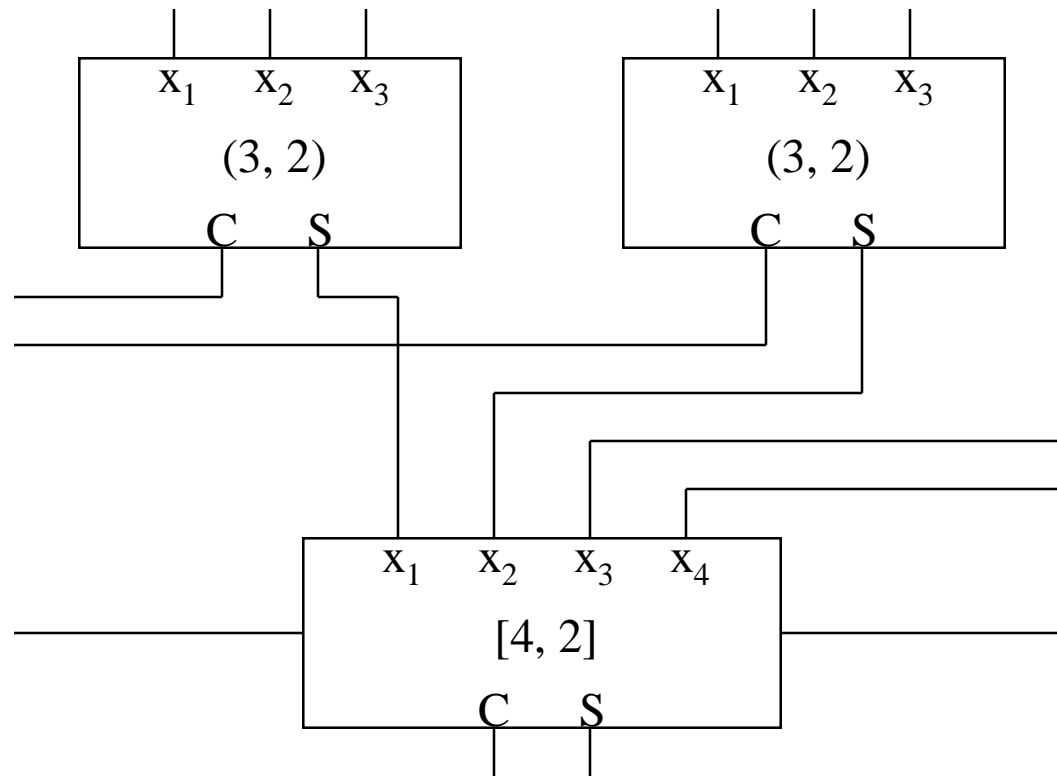 x₁ x₂ x₃ x₁ x₂ x₃
(3, 2) (3, 2)
C S C S
x₁ x₂ x₃ x₄
[4, 2]
C S